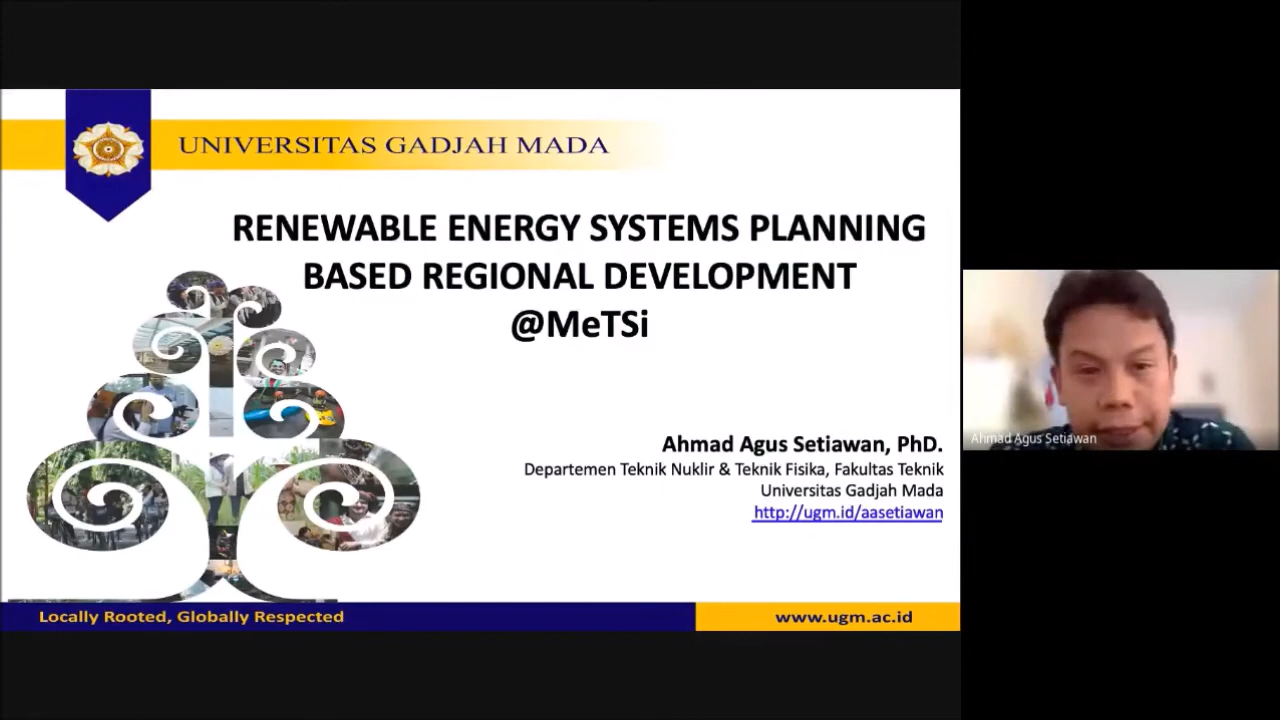 UNIVERSITAS GADJAH MADA
RENEWABLE ENERGY SYSTEMS PLANNING
BASED REGIONAL DEVELOPMENT
@MeTSi
Ahmad Agus Setiawan, PhD.
Departemen Teknik Nuklir & Teknik Fisika, Fakultas Teknik
Universitas Gadjah Mada
http://ugm.id/aasetiawan
Locally Rooted, Globally Respected
www.ugm.ac.id
Ahmad Agus Setiawan